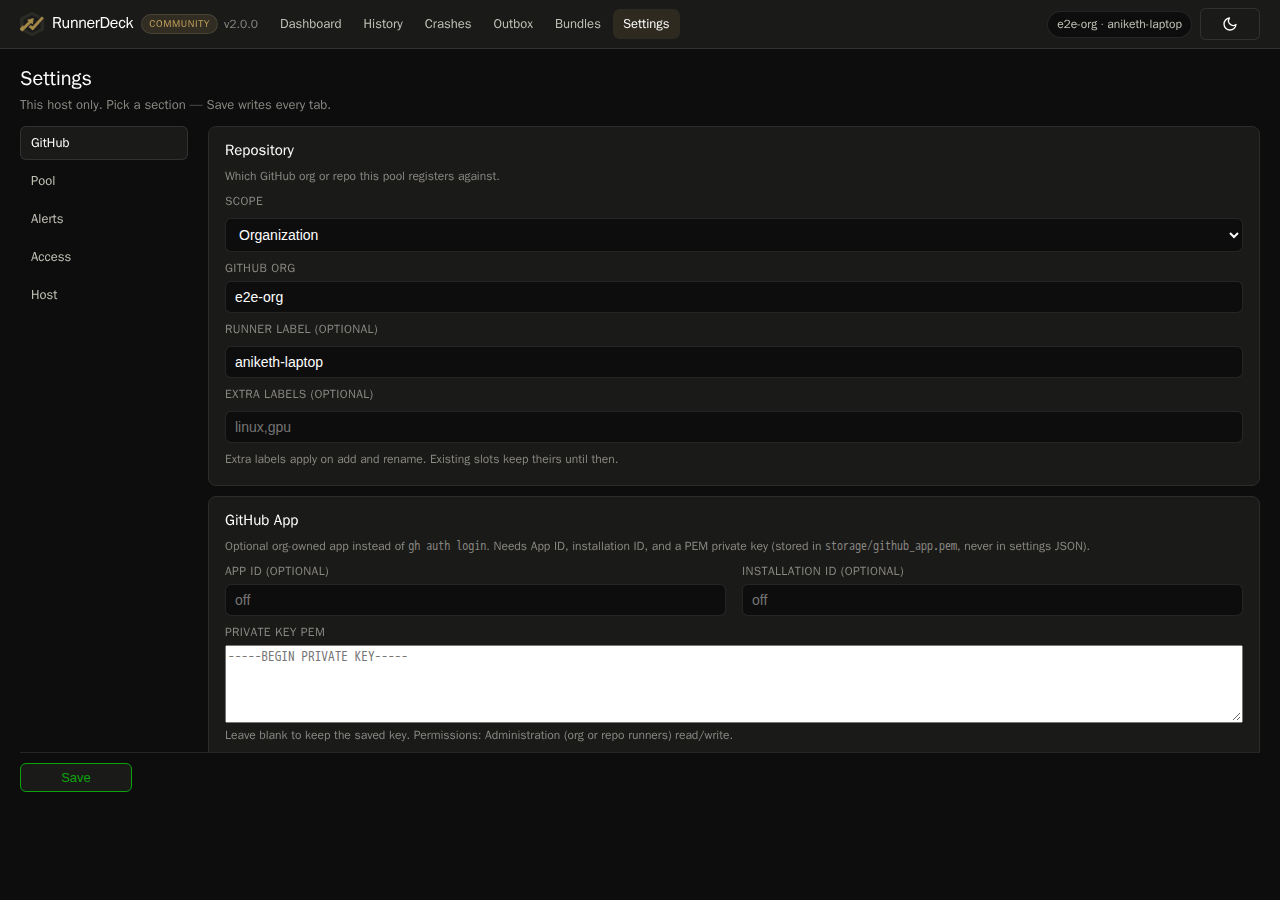 RunnerDeck COMMUNITY v2.0.0 Dashboard History Crashes Outbox Bundles Settings e2e-org · aniketh-laptop
Settings
This host only. Pick a section — Save writes every tab.
GitHub
Pool
Alerts
Access
Host
Repository
Which GitHub org or repo this pool registers against.
SCOPE
Organization
GITHUB ORG
e2e-org
RUNNER LABEL (OPTIONAL)
aniketh-laptop
EXTRA LABELS (OPTIONAL)
linux,gpu
Extra labels apply on add and rename. Existing slots keep theirs until then.
GitHub App
Optional org-owned app instead of gh auth login. Needs App ID, installation ID, and a PEM private key (stored in storage/github_app.pem, never in settings JSON).
APP ID (OPTIONAL) INSTALLATION ID (OPTIONAL)
off off
PRIVATE KEY PEM
-----BEGIN PRIVATE KEY-----
Leave blank to keep the saved key. Permissions: Administration (org or repo runners) read/write.
Save